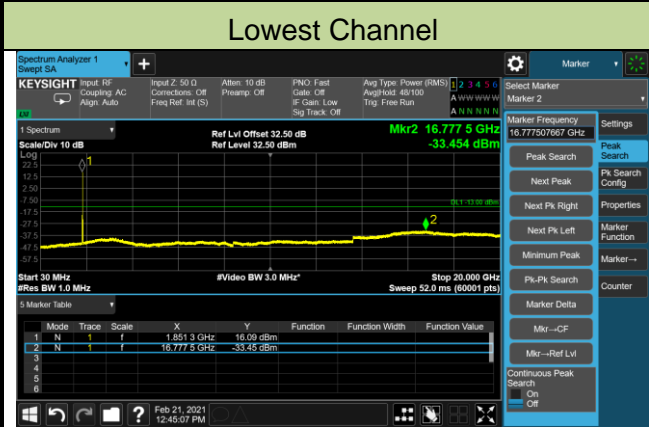 Lowest Channel
Spectrum Analyzer 1
Swept SA
+
Marker
KEYSIGHT
Input: RF
Coupling: AC
Align: Auto
Input Z: 50 Ω
Corrections: Off
Freq Ref: Int (S)
Atten: 10 dB
Preamp: Off
PNO: Fast
Gate: Off
IF Gain: Low
Sig Track: Off
Avg Type: Power (RMS)
Avg|Hold: 48/100
Trig: Free Run
1 2 3 4 5 6
A W W W W W
A N N N N N
Select Marker
Marker 2
1 Spectrum
Scale/Div 10 dB
Ref Lvl Offset 32.50 dB
Ref Level 32.50 dBm
Mkr2 16.777 5 GHz
-33.454 dBm
Log
22.5
12.5
2.50
-7.50
-17.5
-27.5
-37.5
-47.5
-57.5
1
DL1 -13.00 dBm
2
Start 30 MHz
#Res BW 1.0 MHz
#Video BW 3.0 MHz*
Stop 20.000 GHz
Sweep 52.0 ms (60001 pts)
Marker Frequency
16.777507667 GHz
Peak Search
Next Peak
Next Pk Right
Next Pk Left
Minimum Peak
Pk-Pk Search
Marker Delta
Mkr→CF
Mkr→Ref Lvl
Continuous Peak
Search
On
Off
Settings
Peak
Search
Pk Search
Config
Properties
Marker
Function
Marker→
Counter
5 Marker Table
Mode Trace Scale X Y Function Function Width Function Value
1 N 1 f 1.851 3 GHz 16.09 dBm
2 N 1 f 16.777 5 GHz -33.45 dBm
3
4
5
6
?
Feb 21, 2021
12:45:07 PM